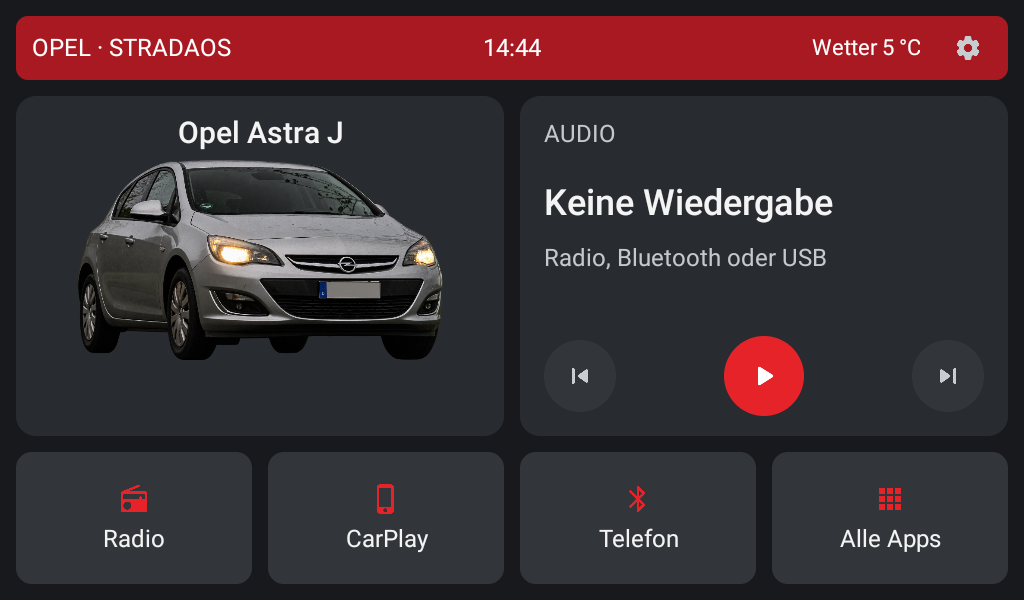 OPEL · STRADAOS
14:44
Wetter 5 °C
Opel Astra J
AUDIO
Keine Wiedergabe
Radio, Bluetooth oder USB
Radio
CarPlay
Telefon
Alle Apps